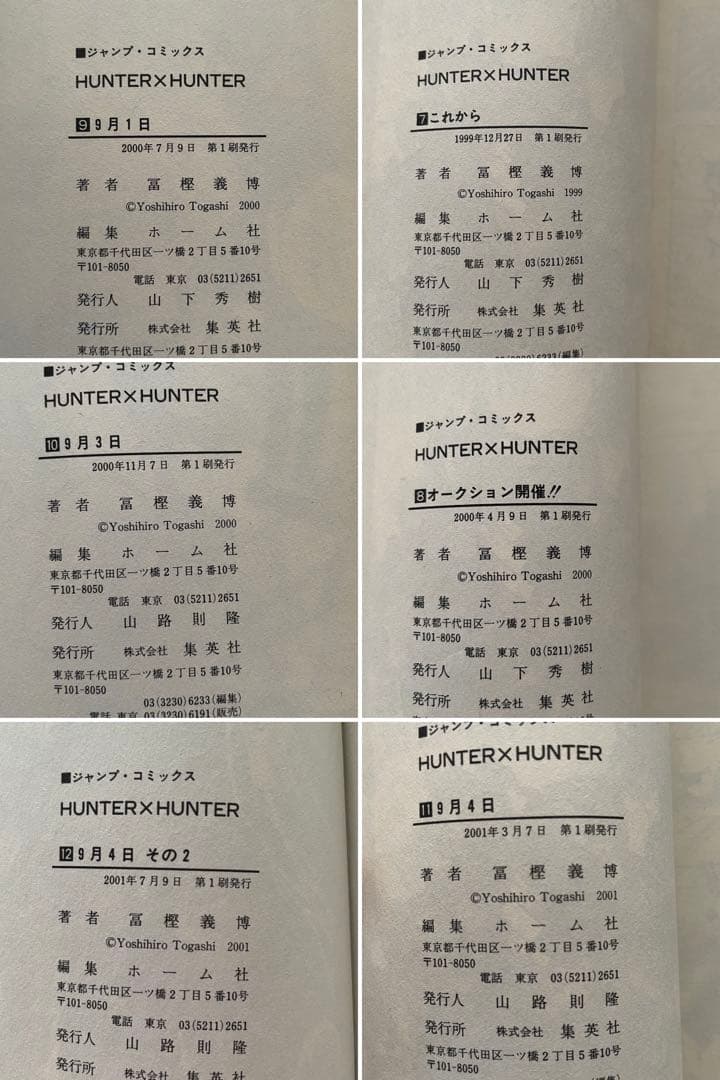 ■ジャンプ・コミックス
HUNTER×HUNTER
9 9月1日
2000年7月9日 第1刷発行
著者 冨樫義博
©Yoshihiro Togashi 2000
編集 ホーム社
東京都千代田区一ツ橋2丁目5番10号
〒101-8050
電話 東京 03(5211)2651
発行人 山下秀樹
発行所 株式会社 集英社
東京都千代田区一ツ橋2丁目5番10号
■ジャンプ・コミックス
HUNTER×HUNTER
7 これから
1999年12月27日 第1刷発行
著者 冨樫義博
©Yoshihiro Togashi 1999
編集 ホーム社
東京都千代田区一ツ橋2丁目5番10号
〒101-8050
電話 東京 03(5211)2651
発行人 山下秀樹
発行所 株式会社 集英社
東京都千代田区一ツ橋2丁目5番10号
〒101-8050
■ジャンプ・コミックス
HUNTER×HUNTER
10 9月3日
2000年11月7日 第1刷発行
著者 冨樫義博
©Yoshihiro Togashi 2000
編集 ホーム社
東京都千代田区一ツ橋2丁目5番10号
〒101-8050
電話 東京 03(5211)2651
発行人 山路則隆
発行所 株式会社 集英社
東京都千代田区一ツ橋2丁目5番10号
〒101-8050
03(3230)6233(編集)
電話 東京 03(3230)6191(販売)
■ジャンプ・コミックス
HUNTER×HUNTER
8 オークション開催!!
2000年4月9日 第1刷発行
著者 冨樫義博
©Yoshihiro Togashi 2000
編集 ホーム社
東京都千代田区一ツ橋2丁目5番10号
〒101-8050
電話 東京 03(5211)2651
発行人 山下秀樹
発行所 株式会社 集英社
■ジャンプ・コミックス
HUNTER×HUNTER
12 9月4日 その2
2001年7月9日 第1刷発行
著者 冨樫義博
©Yoshihiro Togashi 2001
編集 ホーム社
東京都千代田区一ツ橋2丁目5番10号
〒101-8050
電話 東京 03(5211)2651
発行人 山路則隆
発行所 株式会社 集英社
■ジャンプ・コミックス
HUNTER×HUNTER
11 9月4日
2001年3月7日 第1刷発行
著者 冨樫義博
©Yoshihiro Togashi 2001
編集 ホーム社
東京都千代田区一ツ橋2丁目5番10号
〒101-8050
電話 東京 03(5211)2651
発行人 山路則隆
発行所 株式会社 集英社
東京都千代田区一ツ橋2丁目5番10号
〒101-8050